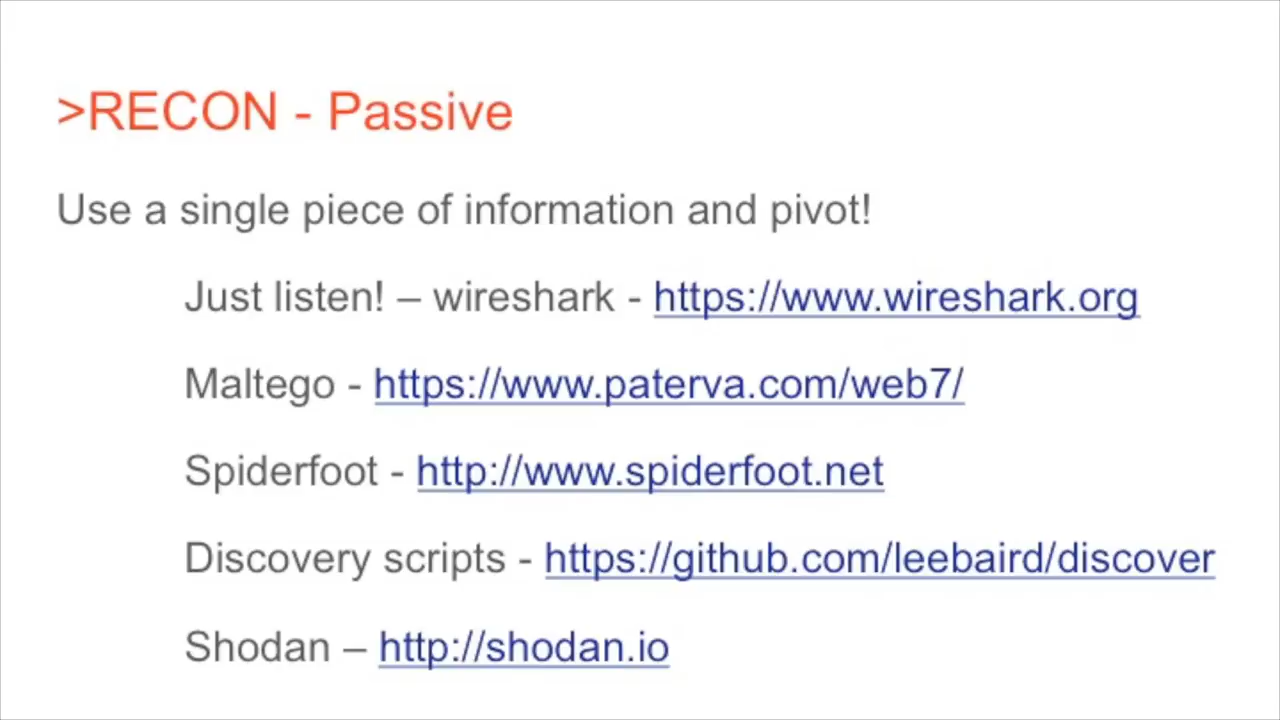 >RECON - Passive
Use a single piece of information and pivot!
Just listen! – wireshark - https://www.wireshark.org
Maltego - https://www.paterva.com/web7/
Spiderfoot - http://www.spiderfoot.net
Discovery scripts - https://github.com/leebaird/discover
Shodan – http://shodan.io